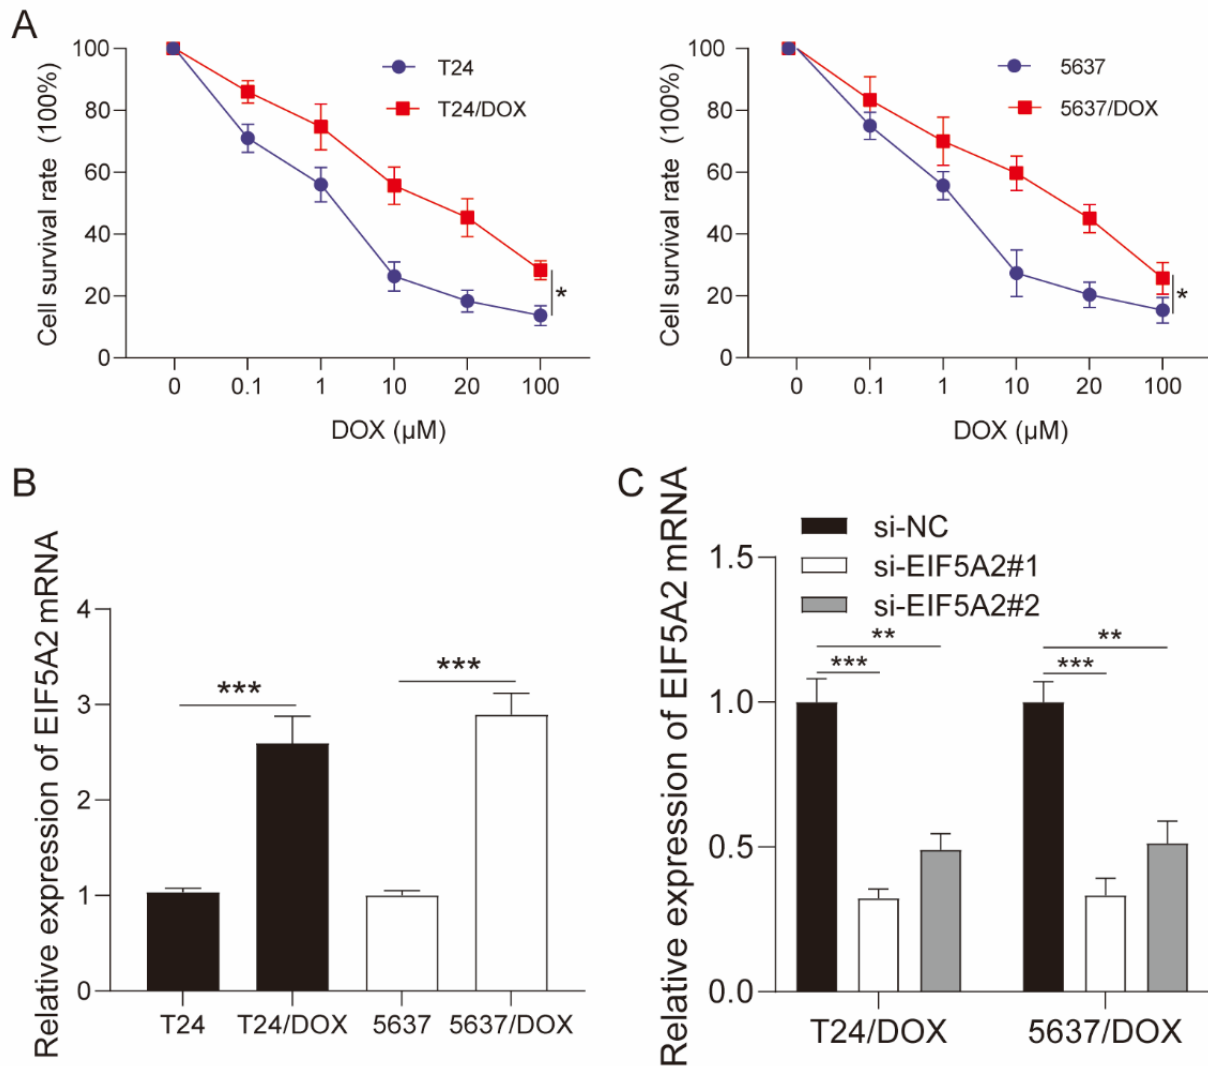 A
Cell survival rate (100%)
100
80
60
40
20
0
T24
T24/DOX
*
0 0.1 1 10 20 100
DOX (µM)
Cell survival rate (100%)
100
80
60
40
20
0
5637
5637/DOX
*
0 0.1 1 10 20 100
DOX (µM)
B
Relative expression of EIF5A2 mRNA
4
3
2
1
0
***
***
T24 T24/DOX 5637 5637/DOX
C
Relative expression of EIF5A2 mRNA
si-NC
si-EIF5A2#1
si-EIF5A2#2
1.5
1.0
0.5
0.0
**
***
**
***
T24/DOX 5637/DOX